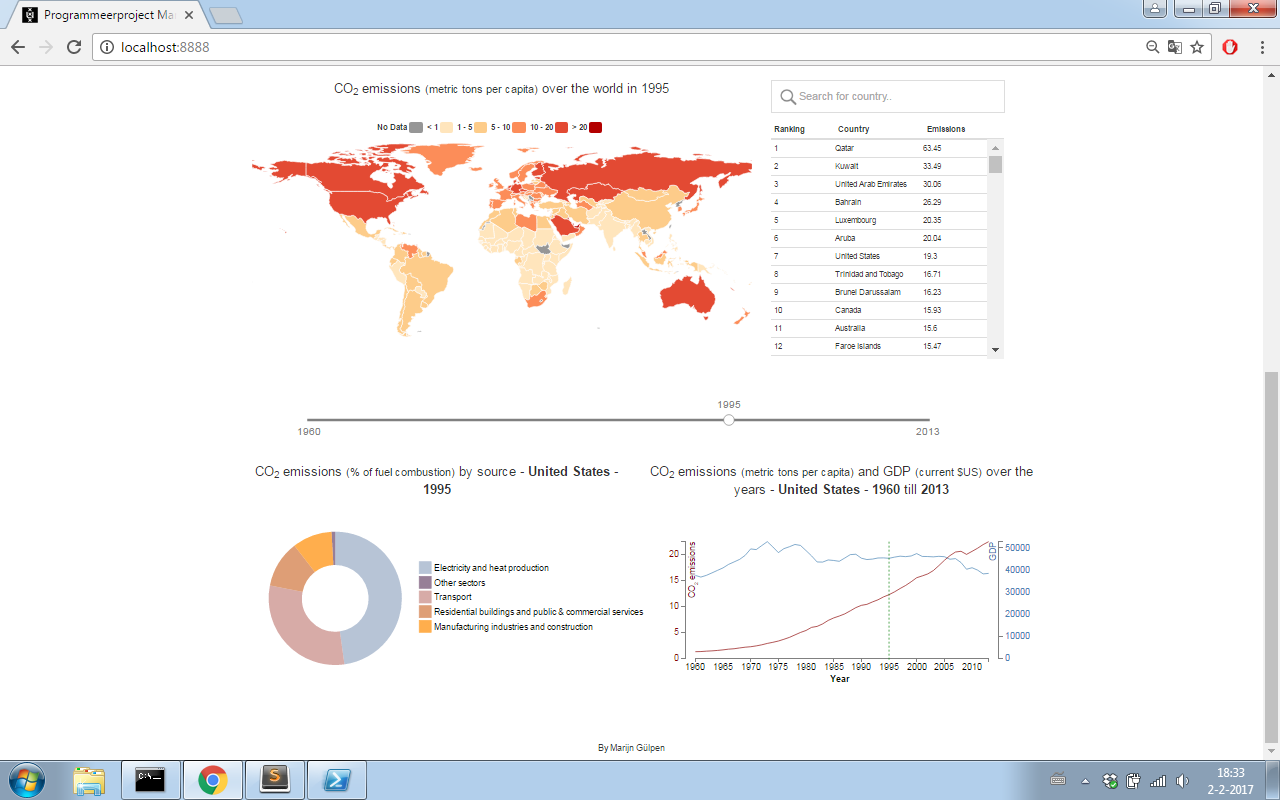 Programmeerproject Ma
localhost:8888
CO2 emissions (metric tons per capita) over the world in 1995
No Data < 1 1 - 5 5 - 10 10 - 20 > 20
Search for country..
Ranking Country Emissions
1 Qatar 63.45
2 Kuwait 33.49
3 United Arab Emirates 30.06
4 Bahrain 26.29
5 Luxembourg 20.35
6 Aruba 20.04
7 United States 19.3
8 Trinidad and Tobago 16.71
9 Brunei Darussalam 16.23
10 Canada 15.93
11 Australia 15.6
12 Faroe Islands 15.47
1995
1960 2013
CO2 emissions (% of fuel combustion) by source - United States -
1995
Electricity and heat production
Other sectors
Transport
Residential buildings and public & commercial services
Manufacturing industries and construction
CO2 emissions (metric tons per capita) and GDP (current $US) over the
years - United States - 1960 till 2013
CO2 emissions
20
15
10
5
0
GDP
50000
40000
30000
20000
10000
0
1960 1965 1970 1975 1980 1985 1990 1995 2000 2005 2010
Year
By Marijn Gülpen
C:\
S
18:33
2-2-2017